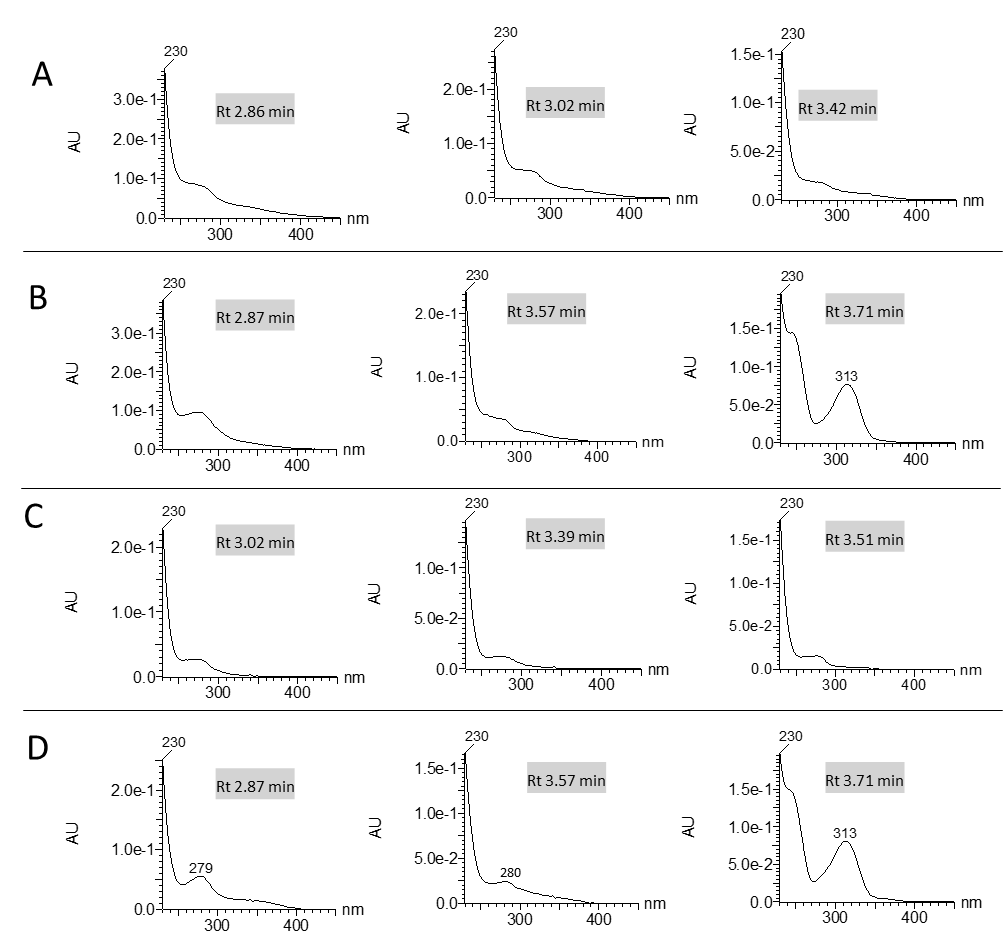 A
230
Rt 2.86 min
AU
3.0e-1
2.0e-1
1.0e-1
0.0
300
400
nm
230
Rt 3.02 min
AU
2.0e-1
1.0e-1
0.0
300
400
nm
230
Rt 3.42 min
AU
1.5e-1
1.0e-1
5.0e-2
0.0
300
400
nm
B
230
Rt 2.87 min
AU
3.0e-1
2.0e-1
1.0e-1
0.0
300
400
nm
230
Rt 3.57 min
AU
2.0e-1
1.0e-1
0.0
300
400
nm
230
Rt 3.71 min
313
AU
1.5e-1
1.0e-1
5.0e-2
0.0
300
400
nm
C
230
Rt 3.02 min
AU
2.0e-1
1.0e-1
0.0
300
400
nm
230
Rt 3.39 min
AU
1.0e-1
5.0e-2
0.0
300
400
nm
230
Rt 3.51 min
AU
1.5e-1
1.0e-1
5.0e-2
0.0
300
400
nm
D
230
Rt 2.87 min
279
AU
2.0e-1
1.0e-1
0.0
300
400
nm
230
Rt 3.57 min
280
AU
1.5e-1
1.0e-1
5.0e-2
0.0
300
400
nm
230
Rt 3.71 min
313
AU
1.5e-1
1.0e-1
5.0e-2
0.0
300
400
nm